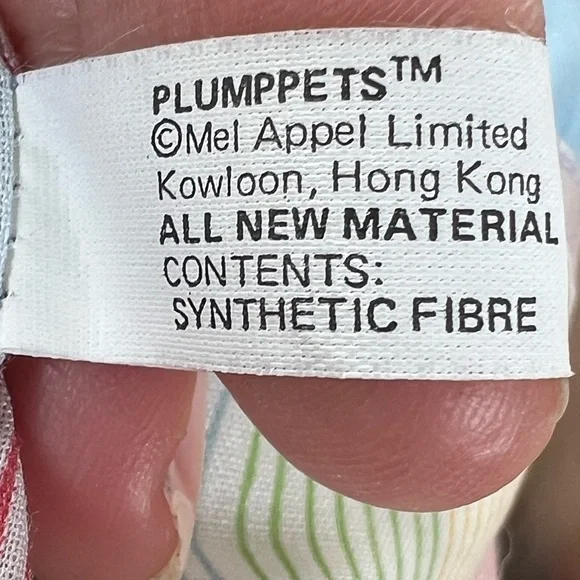 PLUMPPETS™
©Mel Appel Limited
Kowloon, Hong Kong
ALL NEW MATERIAL
CONTENTS:
SYNTHETIC FIBRE